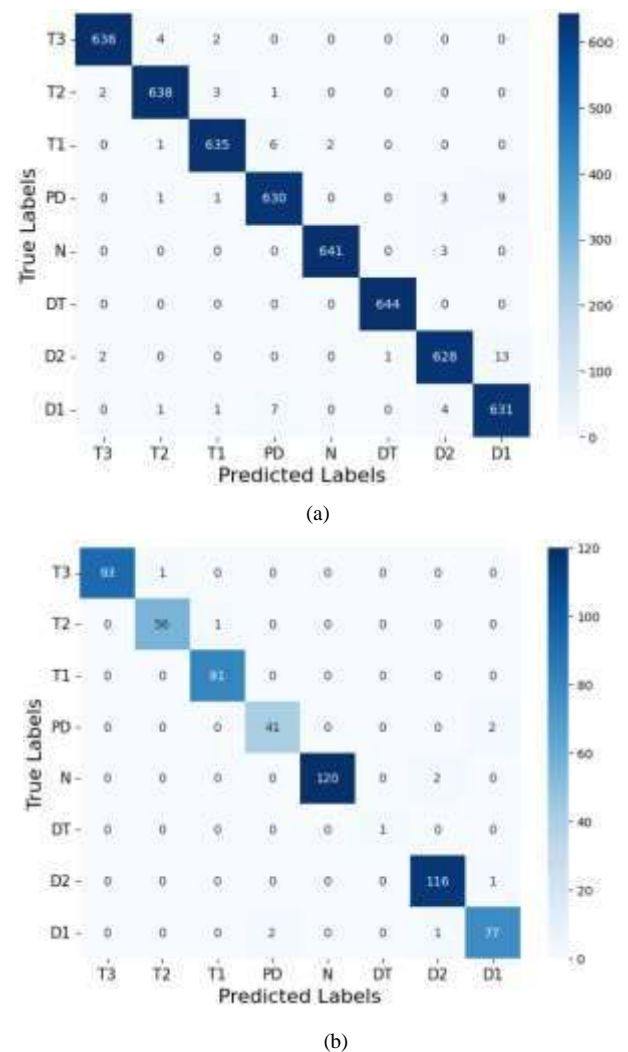 T3 638 4 2 0 0 0 0 0
600
T2 2 638 3 1 0 0 0 0
500
T1 0 1 635 6 2 0 0 0
400
PD 0 1 1 630 0 0 3 9
True Labels
300
N 0 0 0 0 641 0 3 0
200
DT 0 0 0 0 0 644 0 0
D2 2 0 0 0 0 1 628 13
100
D1 0 1 1 7 0 0 4 631
0
T3 T2 T1 PD N DT D2 D1
Predicted Labels
(a)
120
T3 93 1 0 0 0 0 0 0
100
T2 0 56 1 0 0 0 0 0
T1 0 0 81 0 0 0 0 0
80
PD 0 0 0 41 0 0 0 2
60
True Labels
N 0 0 0 0 120 0 2 0
40
DT 0 0 0 0 0 1 0 0
D2 0 0 0 0 0 0 116 1
20
D1 0 0 0 2 0 0 1 77
0
T3 T2 T1 PD N DT D2 D1
Predicted Labels
(b)